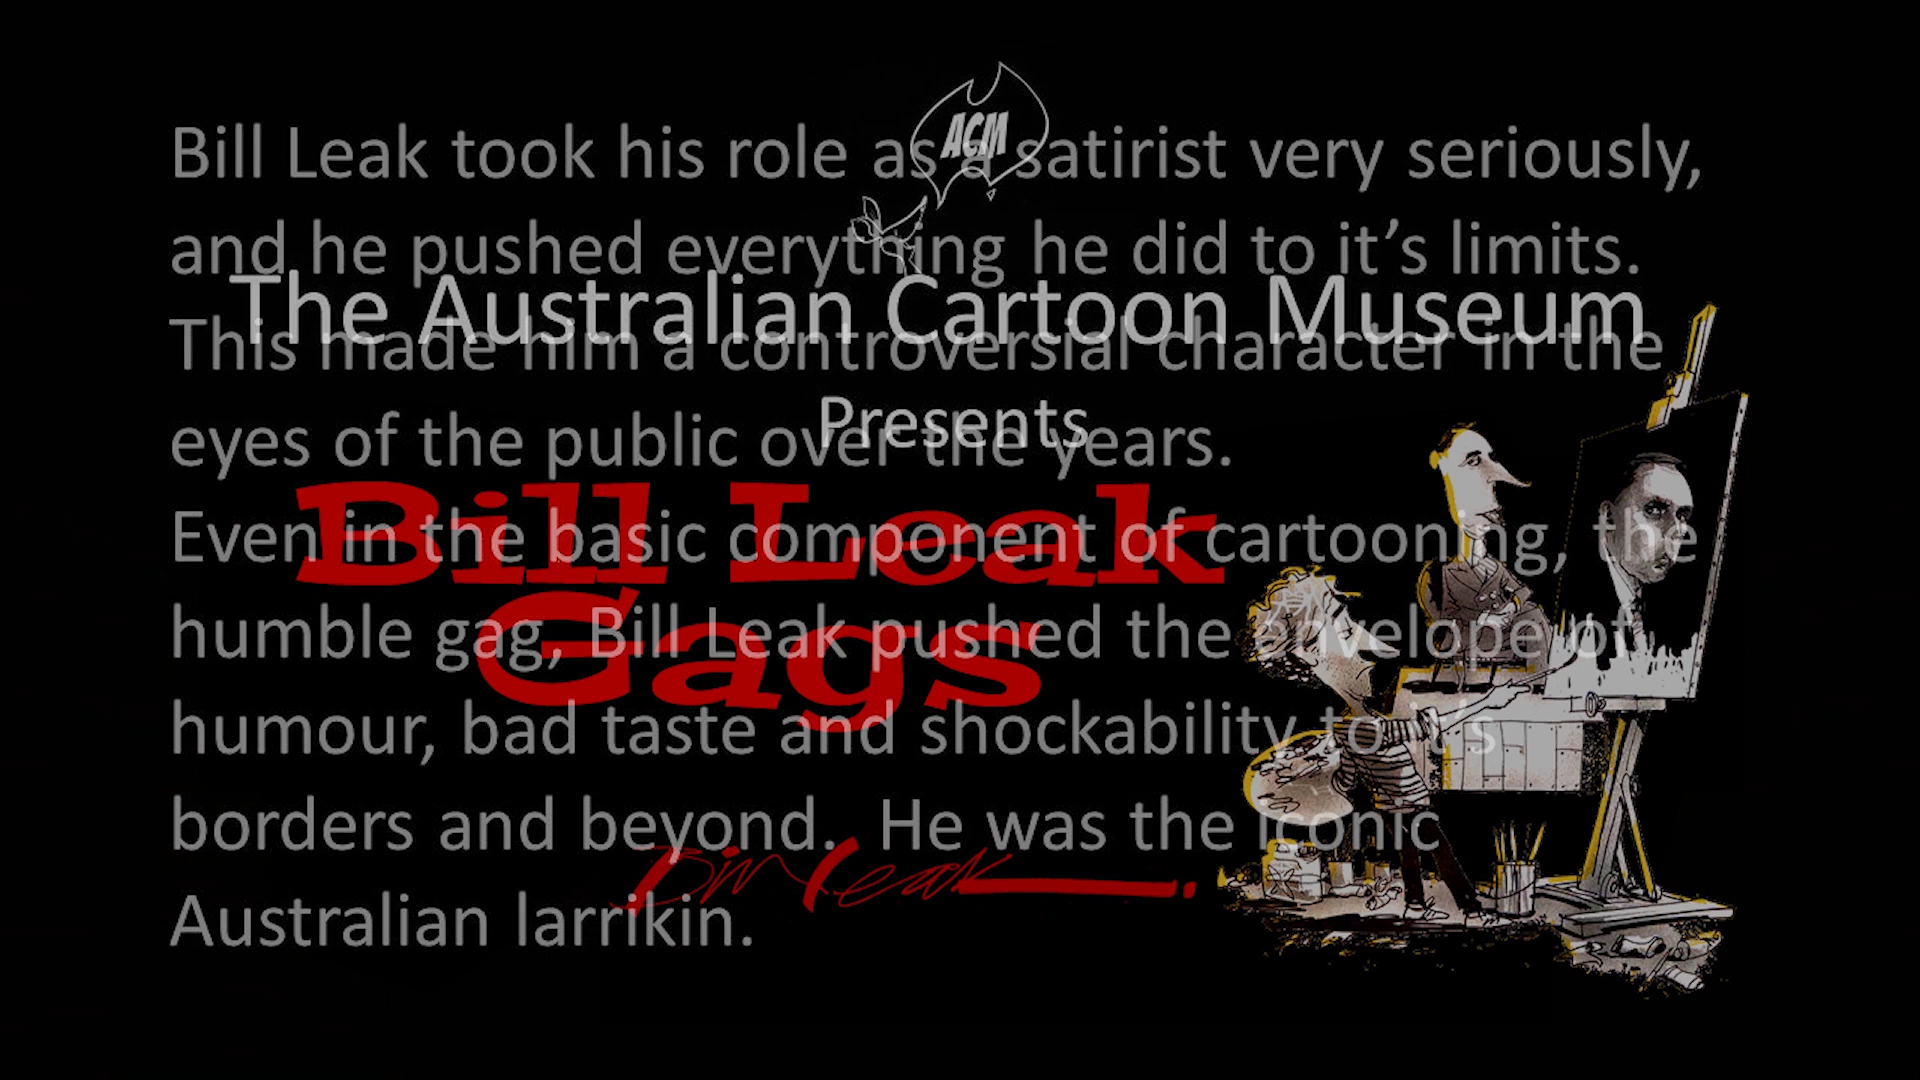 ACM
The Australian Cartoon Museum
Presents
Bill Leak
Gags
Bill Leak
Bill Leak took his role as a satirist very seriously,
and he pushed everything he did to it’s limits.
This made him a controversial character in the
eyes of the public over the years.
Even in the basic component of cartooning, the
humble gag, Bill Leak pushed the envelope of
humour, bad taste and shockability to it’s
borders and beyond.  He was the iconic
Australian larrikin.